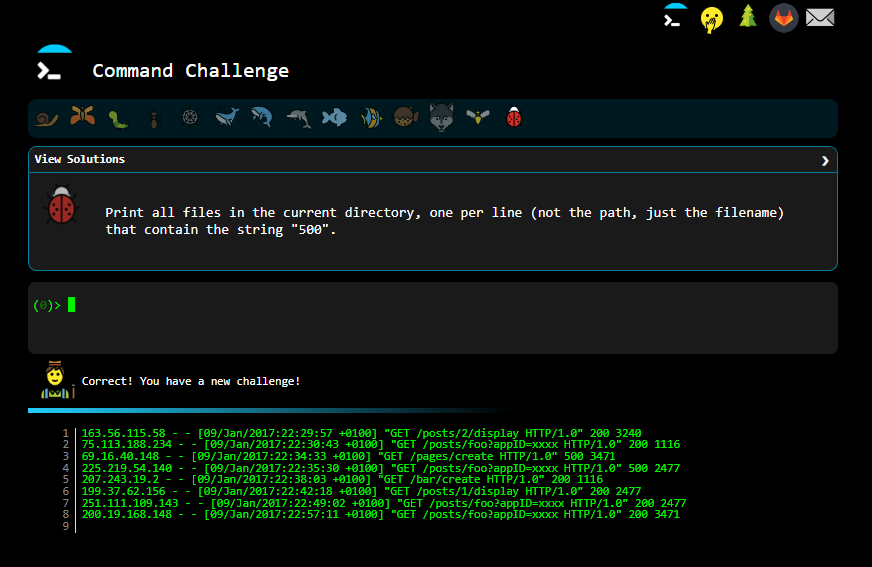 Command Challenge
View Solutions
Print all files in the current directory, one per line (not the path, just the filename)
that contain the string "500".
(0)>
Correct! You have a new challenge!
1 163.56.115.58 - - [09/Jan/2017:22:29:57 +0100] "GET /posts/2/display HTTP/1.0" 200 3240
2 75.113.188.234 - - [09/Jan/2017:22:30:43 +0100] "GET /posts/foo?appID=xxxx HTTP/1.0" 200 1116
3 69.16.40.148 - - [09/Jan/2017:22:34:33 +0100] "GET /pages/create HTTP/1.0" 500 3471
4 225.219.54.140 - - [09/Jan/2017:22:35:30 +0100] "GET /posts/foo?appID=xxxx HTTP/1.0" 500 2477
5 207.243.19.2 - - [09/Jan/2017:22:38:03 +0100] "GET /bar/create HTTP/1.0" 200 1116
6 199.37.62.156 - - [09/Jan/2017:22:42:18 +0100] "GET /posts/1/display HTTP/1.0" 200 2477
7 251.111.109.143 - - [09/Jan/2017:22:49:02 +0100] "GET /posts/foo?appID=xxxx HTTP/1.0" 200 2477
8 200.19.168.148 - - [09/Jan/2017:22:57:11 +0100] "GET /posts/foo?appID=xxxx HTTP/1.0" 200 3471
9